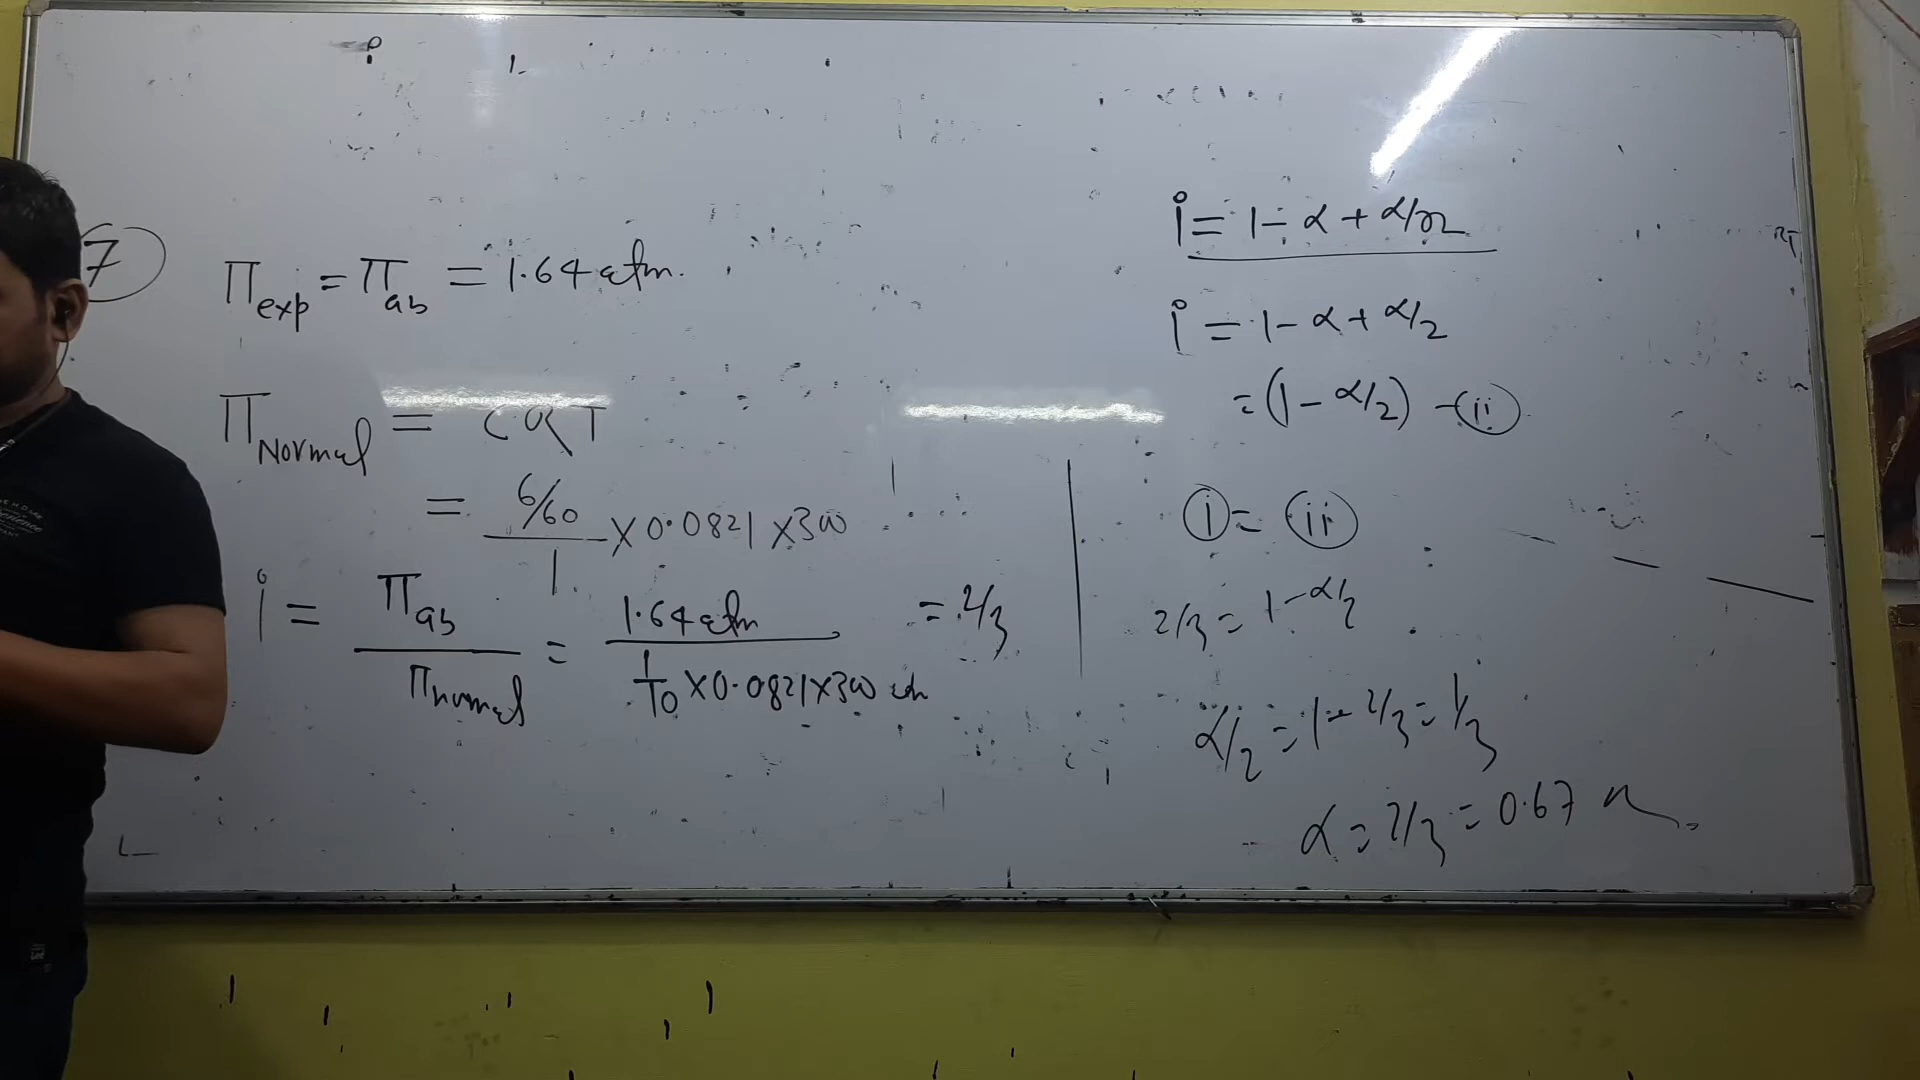 7
Π_exp = Π_ab = 1.64 atm.
Π_Normal = CRT
= (6/60)/1 × 0.0821 × 300
i = Π_ab/Π_normal = 1.64 atm/(1/10 × 0.0821 × 300 atm) = 2/3
i = 1 - α + α/n
i = 1 - α + α/2
= (1 - α/2) - (ii)
(i) = (ii)
2/3 = 1 - α/2
α/2 = 1 - 2/3 = 1/3
α = 2/3 = 0.67
RT